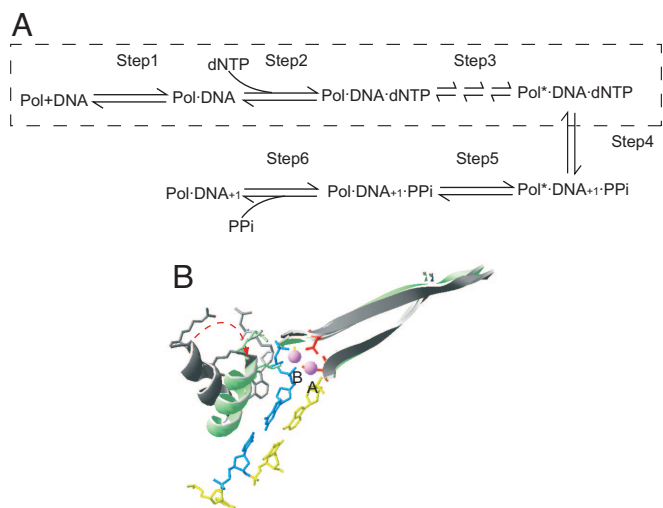 A
Step1 dNTP Step2 Step3
Pol+DNA Pol·DNA Pol·DNA·dNTP Pol*·DNA·dNTP
Step4
Step6 Step5
Pol·DNA+1 Pol·DNA+1·PPi Pol*·DNA+1·PPi
PPi
B
B A